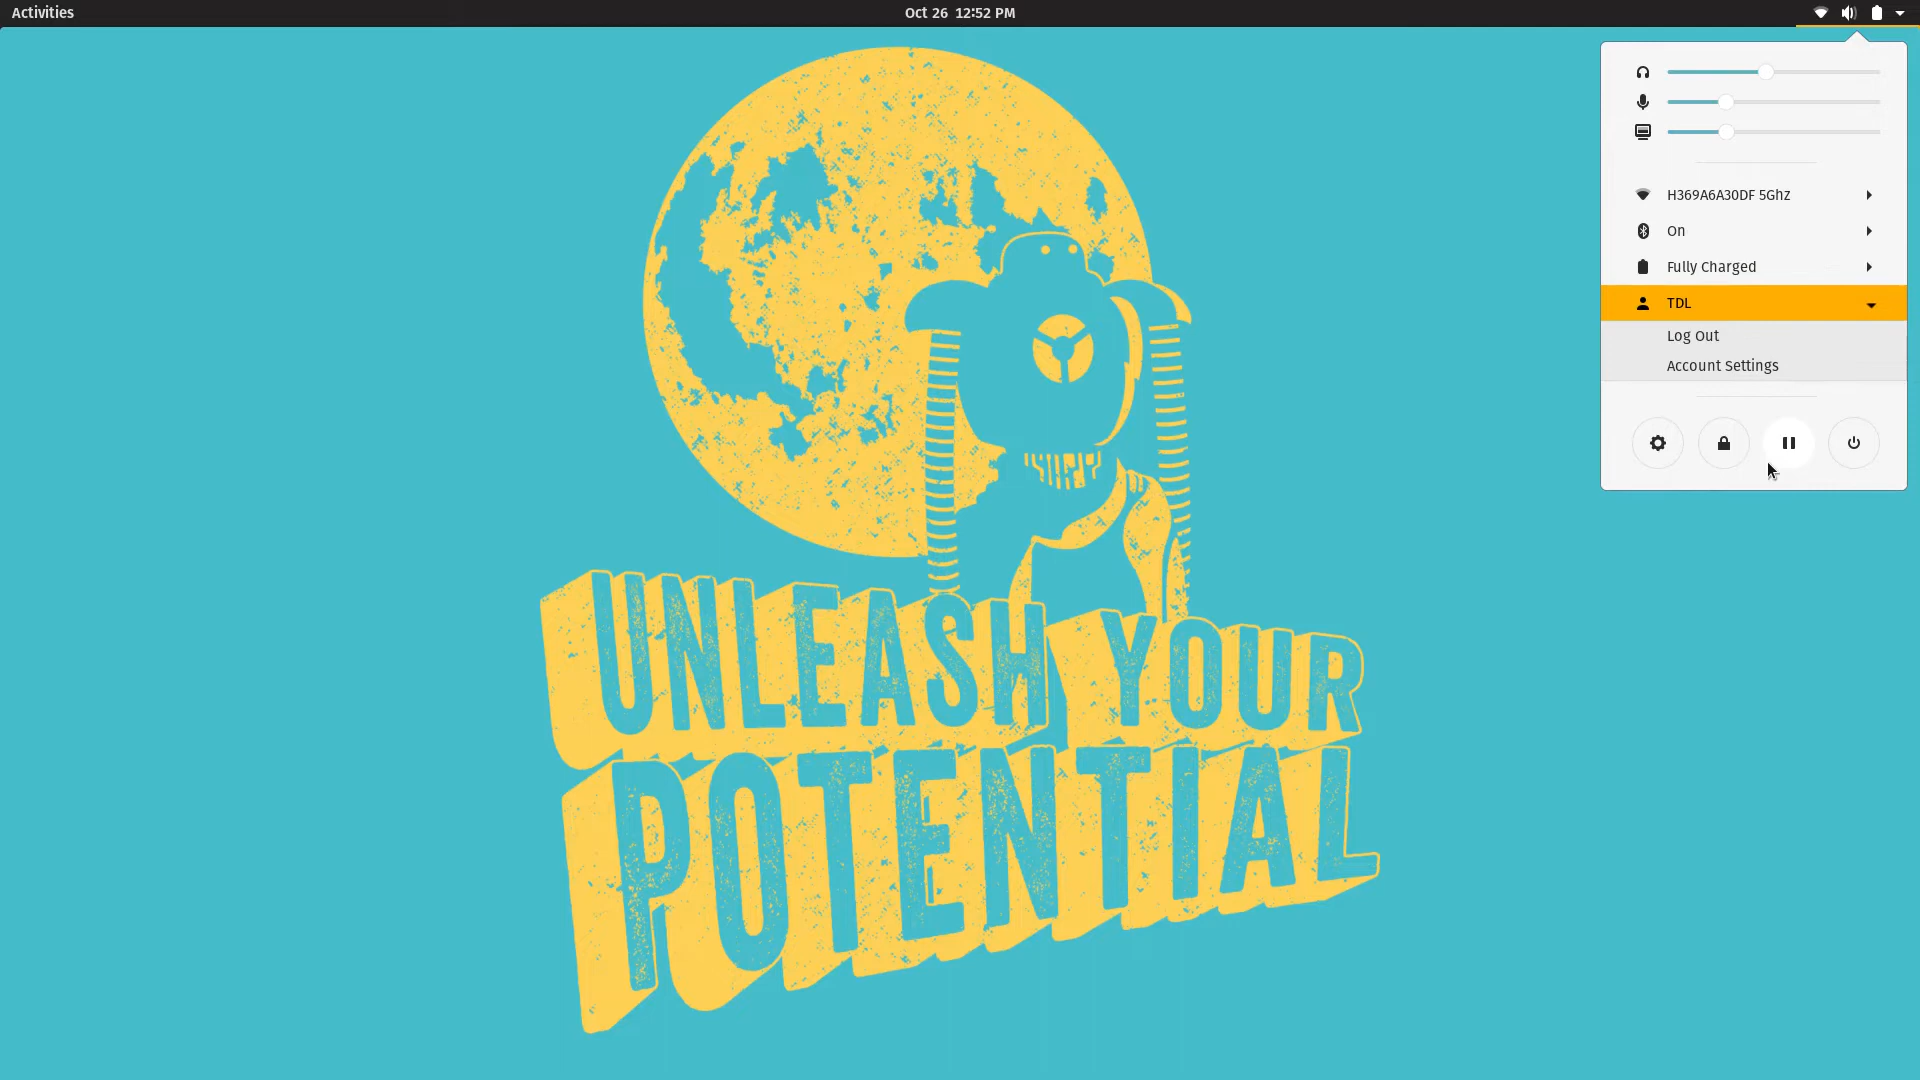 Activities
Oct 26  12:52 PM
H369A6A30DF 5Ghz
On
Fully Charged
TDL
Log Out
Account Settings
UNLEASH YOUR
POTENTIAL